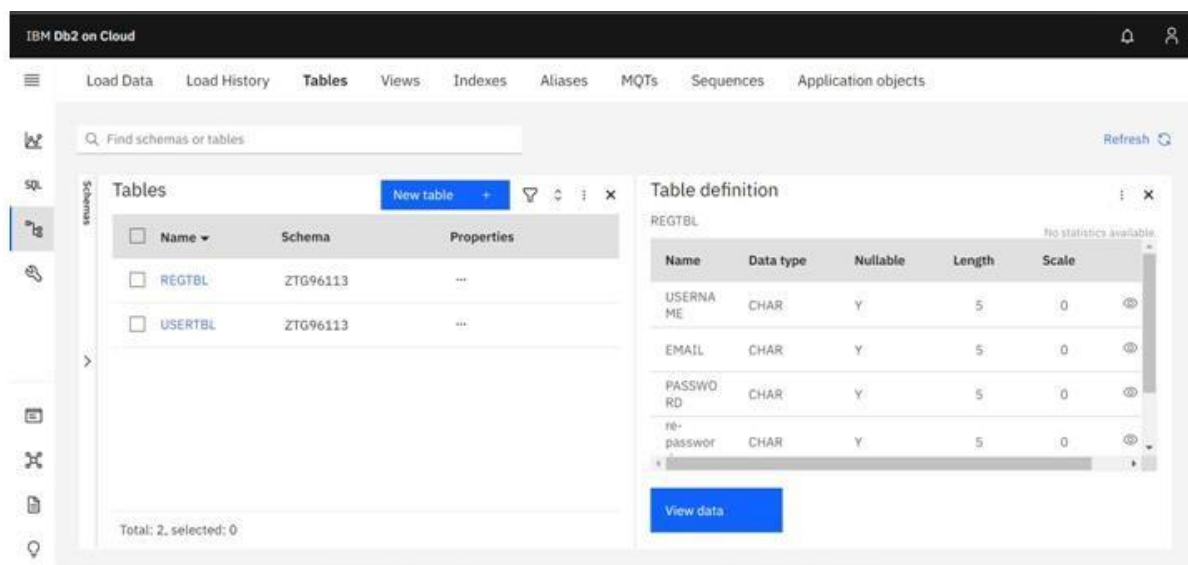 IBM Db2 on Cloud
Load Data Load History Tables Views Indexes Aliases MQTs Sequences Application objects
Find schemas or tables
Refresh
SQL
Schemas
Tables
New table +
Name Schema Properties
REGTBL ZTG96113 ...
USERTBL ZTG96113 ...
Total: 2, selected: 0
Table definition
REGTBL
No statistics available.
Name Data type Nullable Length Scale
USERNA
ME CHAR Y 5 0
EMAIL CHAR Y 5 0
PASSWO
RD CHAR Y 5 0
re-
passwor CHAR Y 5 0
View data